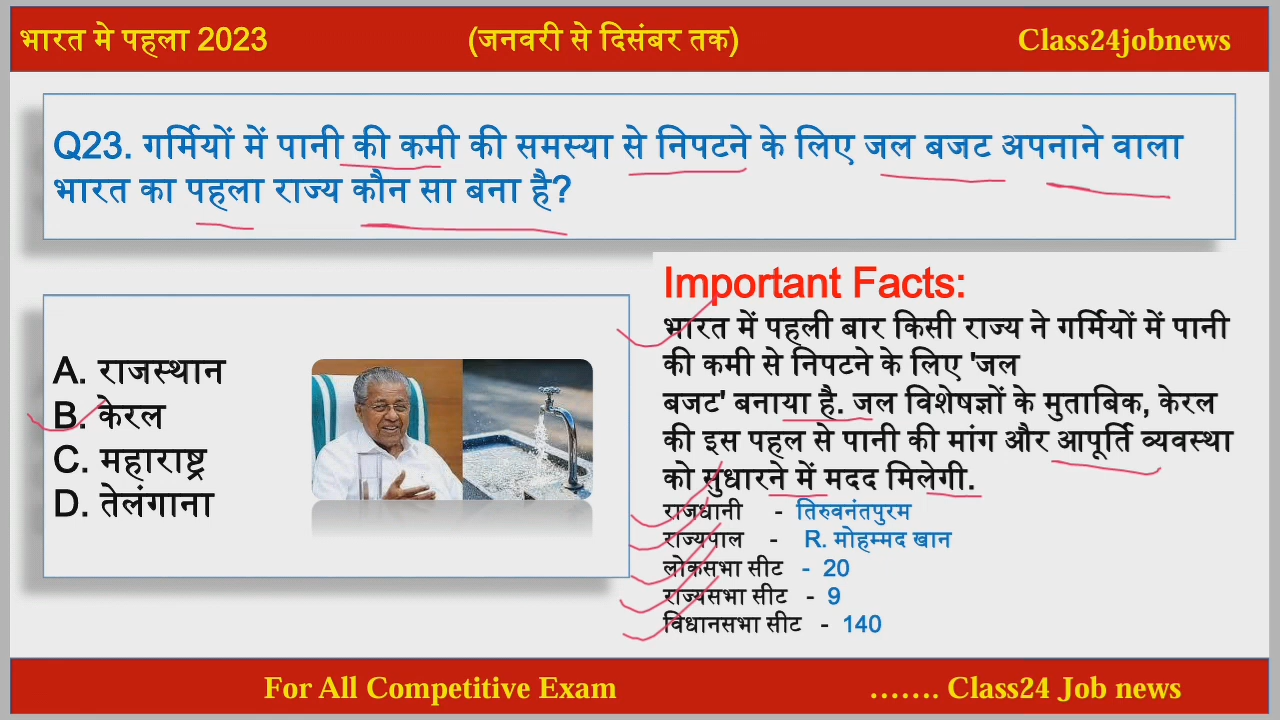 भारत मे पहला 2023 (जनवरी से दिसंबर तक) Class24jobnews
Q23. गर्मियों में पानी की कमी की समस्या से निपटने के लिए जल बजट अपनाने वाला
भारत का पहला राज्य कौन सा बना है?
A. राजस्थान
B. केरल
C. महाराष्ट्र
D. तेलंगाना
Important Facts:
भारत में पहली बार किसी राज्य ने गर्मियों में पानी
की कमी से निपटने के लिए 'जल
बजट' बनाया है. जल विशेषज्ञों के मुताबिक, केरल
की इस पहल से पानी की मांग और आपूर्ति व्यवस्था
को सुधारने में मदद मिलेगी.
राजधानी - तिरुवनंतपुरम
राज्यपाल - R. मोहम्मद खान
लोकसभा सीट - 20
राज्यसभा सीट - 9
विधानसभा सीट - 140
For All Competitive Exam ....... Class24 Job news